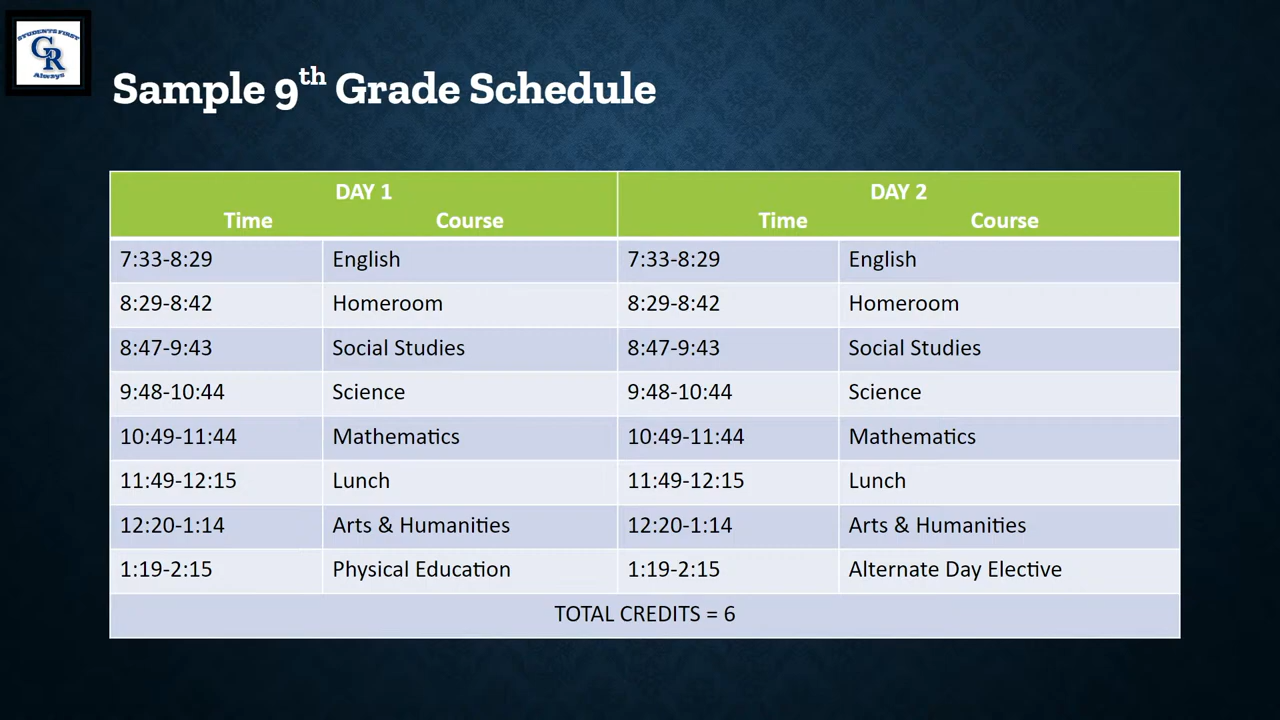 STUDENTS FIRST
GR
Always
Sample 9th Grade Schedule
DAY 1 DAY 2
Time Course Time Course
7:33-8:29 English 7:33-8:29 English
8:29-8:42 Homeroom 8:29-8:42 Homeroom
8:47-9:43 Social Studies 8:47-9:43 Social Studies
9:48-10:44 Science 9:48-10:44 Science
10:49-11:44 Mathematics 10:49-11:44 Mathematics
11:49-12:15 Lunch 11:49-12:15 Lunch
12:20-1:14 Arts & Humanities 12:20-1:14 Arts & Humanities
1:19-2:15 Physical Education 1:19-2:15 Alternate Day Elective
TOTAL CREDITS = 6